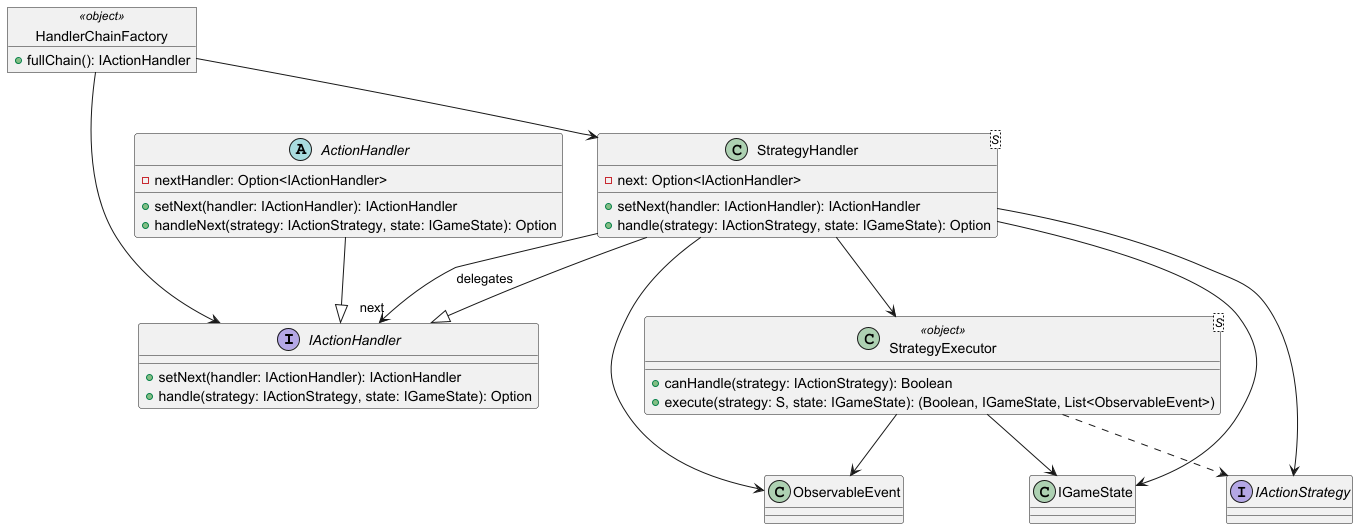 «object»
HandlerChainFactory
fullChain(): IActionHandler
A ActionHandler
nextHandler: Option<IActionHandler>
setNext(handler: IActionHandler): IActionHandler
handleNext(strategy: IActionStrategy, state: IGameState): Option
C StrategyHandler
S
next: Option<IActionHandler>
setNext(handler: IActionHandler): IActionHandler
handle(strategy: IActionStrategy, state: IGameState): Option
delegates
next
I IActionHandler
setNext(handler: IActionHandler): IActionHandler
handle(strategy: IActionStrategy, state: IGameState): Option
«object»
C StrategyExecutor
S
canHandle(strategy: IActionStrategy): Boolean
execute(strategy: S, state: IGameState): (Boolean, IGameState, List<ObservableEvent>)
C ObservableEvent
C IGameState
I IActionStrategy